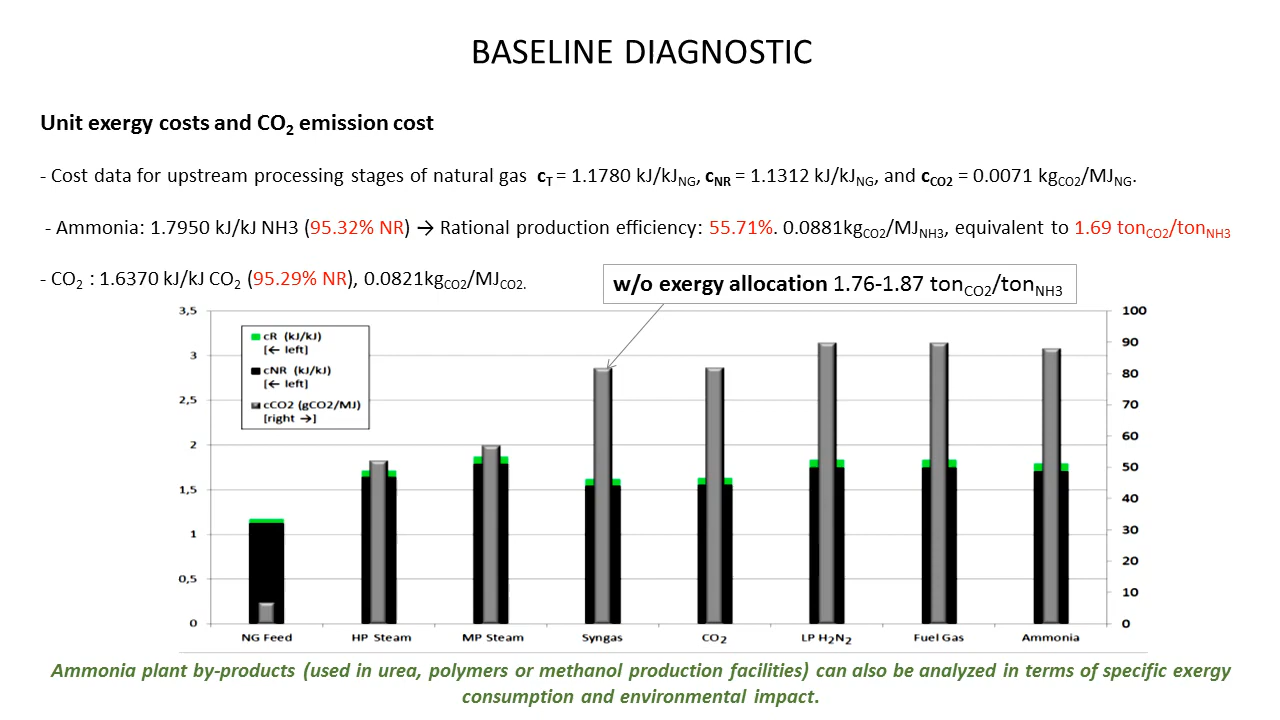 BASELINE DIAGNOSTIC
Unit exergy costs and CO2 emission cost
- Cost data for upstream processing stages of natural gas cT = 1.1780 kJ/kJNG, cNR = 1.1312 kJ/kJNG, and cCO2 = 0.0071 kgCO2/MJNG.
- Ammonia: 1.7950 kJ/kJ NH3 (95.32% NR) → Rational production efficiency: 55.71%. 0.0881kgCO2/MJNH3, equivalent to 1.69 tonCO2/tonNH3
- CO2 : 1.6370 kJ/kJ CO2 (95.29% NR), 0.0821kgCO2/MJCO2.
w/o exergy allocation 1.76-1.87 tonCO2/tonNH3
3,5
3
2,5
2
1,5
1
0,5
0
cR (kJ/kJ)
[← left]
cNR (kJ/kJ)
[← left]
cCO2 (gCO2/MJ)
[right →]
100
90
80
70
60
50
40
30
20
10
0
NG Feed HP Steam MP Steam Syngas CO2 LP H2N2 Fuel Gas Ammonia
Ammonia plant by-products (used in urea, polymers or methanol production facilities) can also be analyzed in terms of specific exergy
consumption and environmental impact.